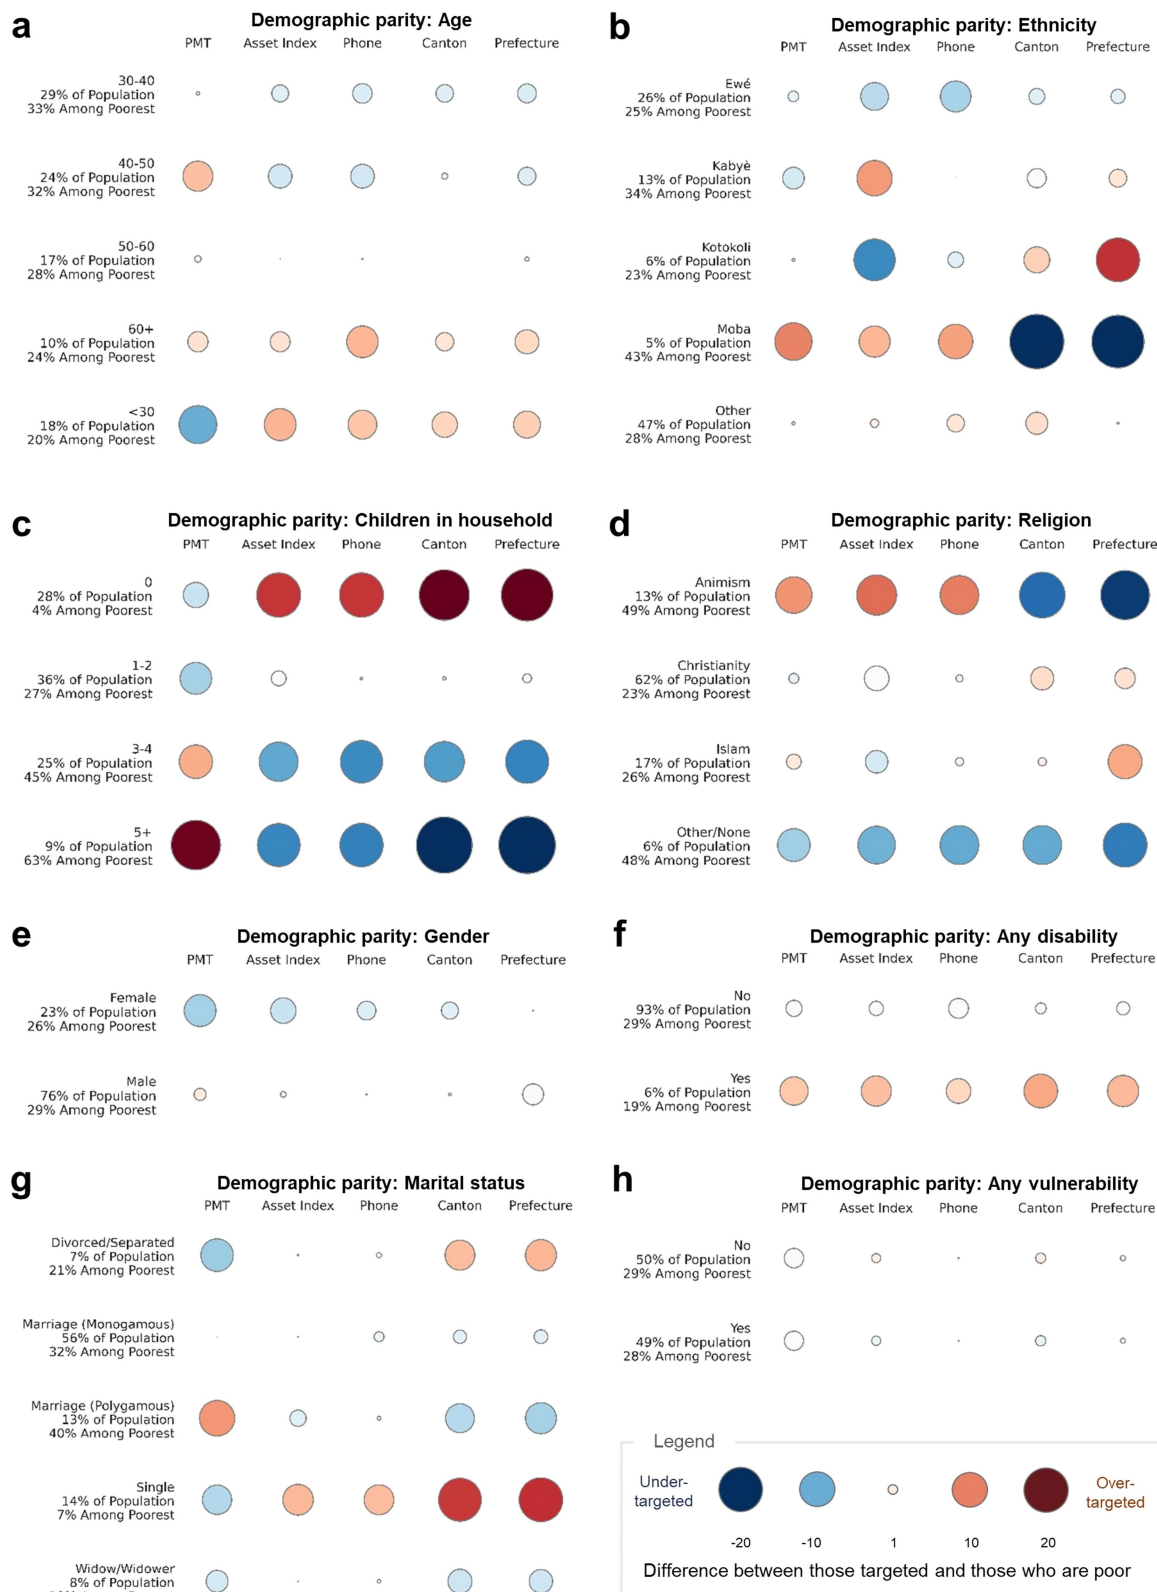 a
Demographic parity: Age
PMT Asset Index Phone Canton Prefecture
30-40
29% of Population
33% Among Poorest
40-50
24% of Population
32% Among Poorest
50-60
17% of Population
28% Among Poorest
60+
10% of Population
24% Among Poorest
<30
18% of Population
20% Among Poorest
b
Demographic parity: Ethnicity
PMT Asset Index Phone Canton Prefecture
Ewé
26% of Population
25% Among Poorest
Kabyè
13% of Population
34% Among Poorest
Kotokoli
6% of Population
23% Among Poorest
Moba
5% of Population
43% Among Poorest
Other
47% of Population
28% Among Poorest
c
Demographic parity: Children in household
PMT Asset Index Phone Canton Prefecture
0
28% of Population
4% Among Poorest
1-2
36% of Population
27% Among Poorest
3-4
25% of Population
45% Among Poorest
5+
9% of Population
63% Among Poorest
d
Demographic parity: Religion
PMT Asset Index Phone Canton Prefecture
Animism
13% of Population
49% Among Poorest
Christianity
62% of Population
23% Among Poorest
Islam
17% of Population
26% Among Poorest
Other/None
6% of Population
48% Among Poorest
e
Demographic parity: Gender
PMT Asset Index Phone Canton Prefecture
Female
23% of Population
26% Among Poorest
Male
76% of Population
29% Among Poorest
f
Demographic parity: Any disability
PMT Asset Index Phone Canton Prefecture
No
93% of Population
29% Among Poorest
Yes
6% of Population
19% Among Poorest
g
Demographic parity: Marital status
PMT Asset Index Phone Canton Prefecture
Divorced/Separated
7% of Population
21% Among Poorest
Marriage (Monogamous)
56% of Population
32% Among Poorest
Marriage (Polygamous)
13% of Population
40% Among Poorest
Single
14% of Population
7% Among Poorest
Widow/Widower
8% of Population
h
Demographic parity: Any vulnerability
PMT Asset Index Phone Canton Prefecture
No
50% of Population
29% Among Poorest
Yes
49% of Population
28% Among Poorest
Legend
Under-
targeted
Over-
targeted
-20 -10 1 10 20
Difference between those targeted and those who are poor